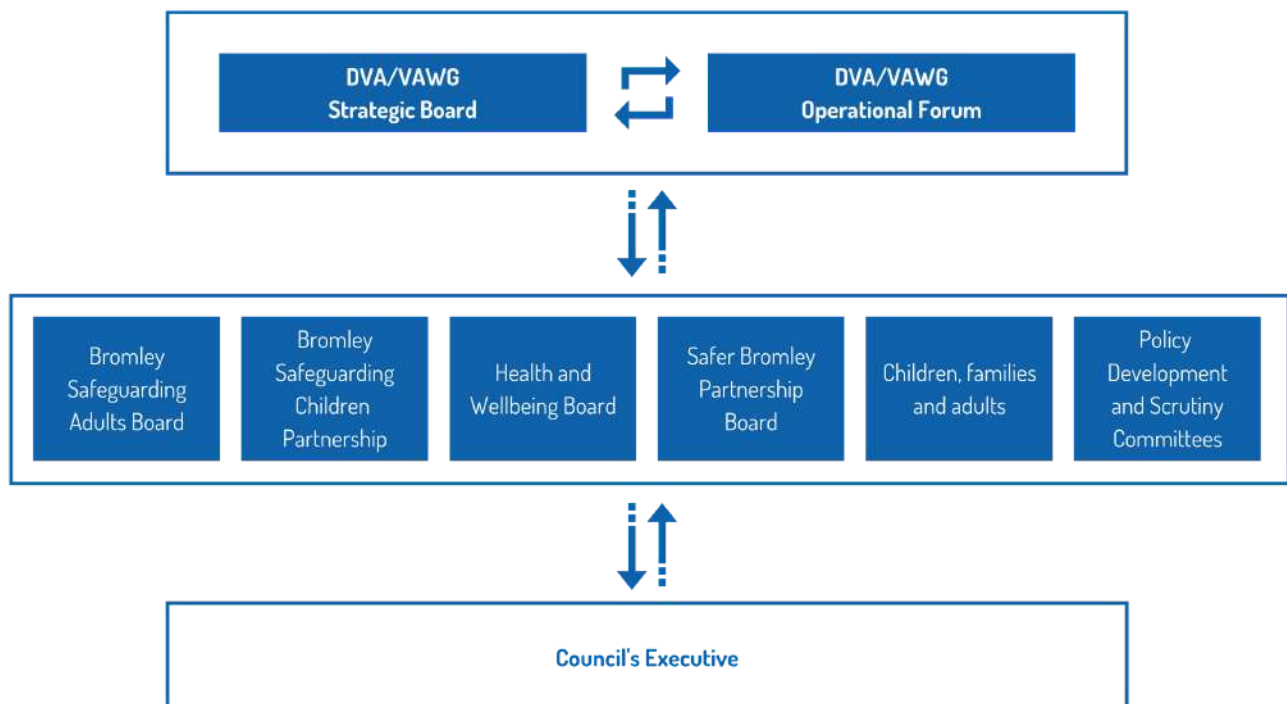 DVA/VAWG
Strategic Board
DVA/VAWG
Operational Forum
Bromley
Safeguarding
Adults Board
Bromley
Safeguarding
Children
Partnership
Health and
Wellbeing Board
Safer Bromley
Partnership
Board
Children, families
and adults
Policy
Development
and Scrutiny
Committees
Council's Executive